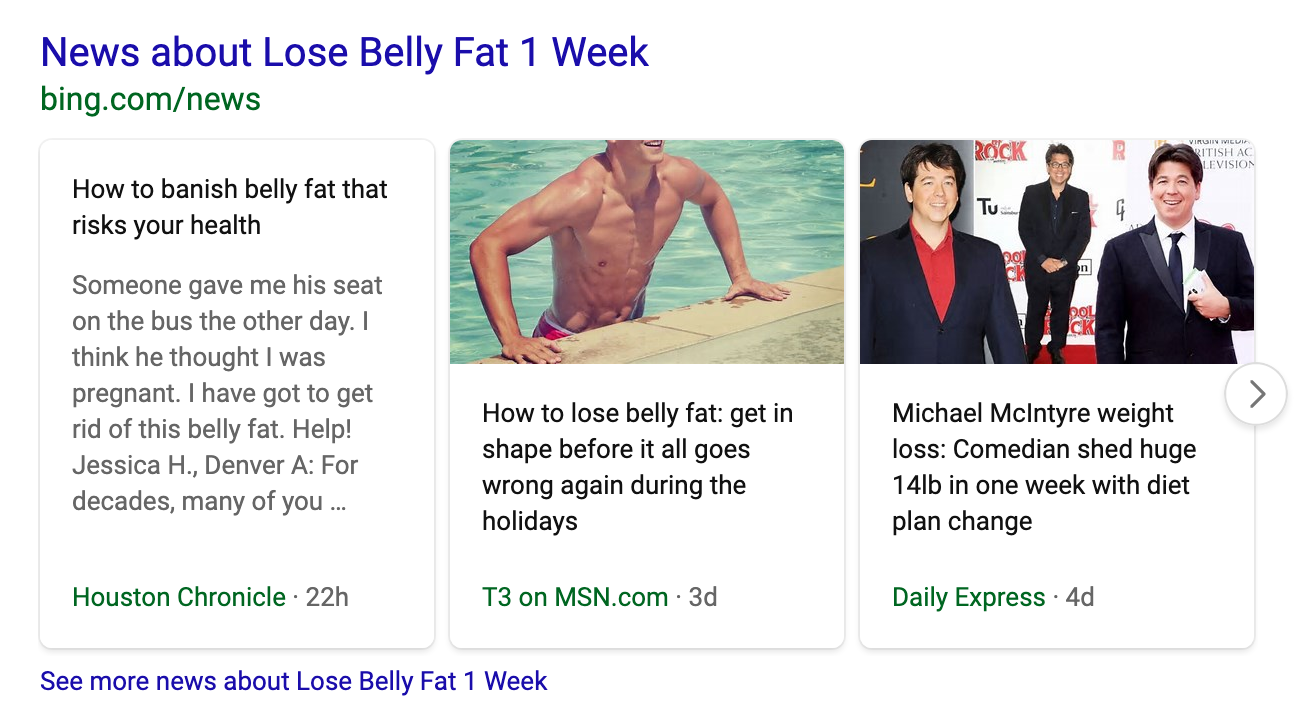 News about Lose Belly Fat 1 Week
bing.com/news
How to banish belly fat that
risks your health
Someone gave me his seat
on the bus the other day. I
think he thought I was
pregnant. I have got to get
rid of this belly fat. Help!
Jessica H., Denver A: For
decades, many of you ...
Houston Chronicle · 22h
How to lose belly fat: get in
shape before it all goes
wrong again during the
holidays
T3 on MSN.com · 3d
ROCK
Tu
VIRGIN MEDIA
RITISH AC
LEVISION
Michael McIntyre weight
loss: Comedian shed huge
14lb in one week with diet
plan change
Daily Express · 4d
See more news about Lose Belly Fat 1 Week